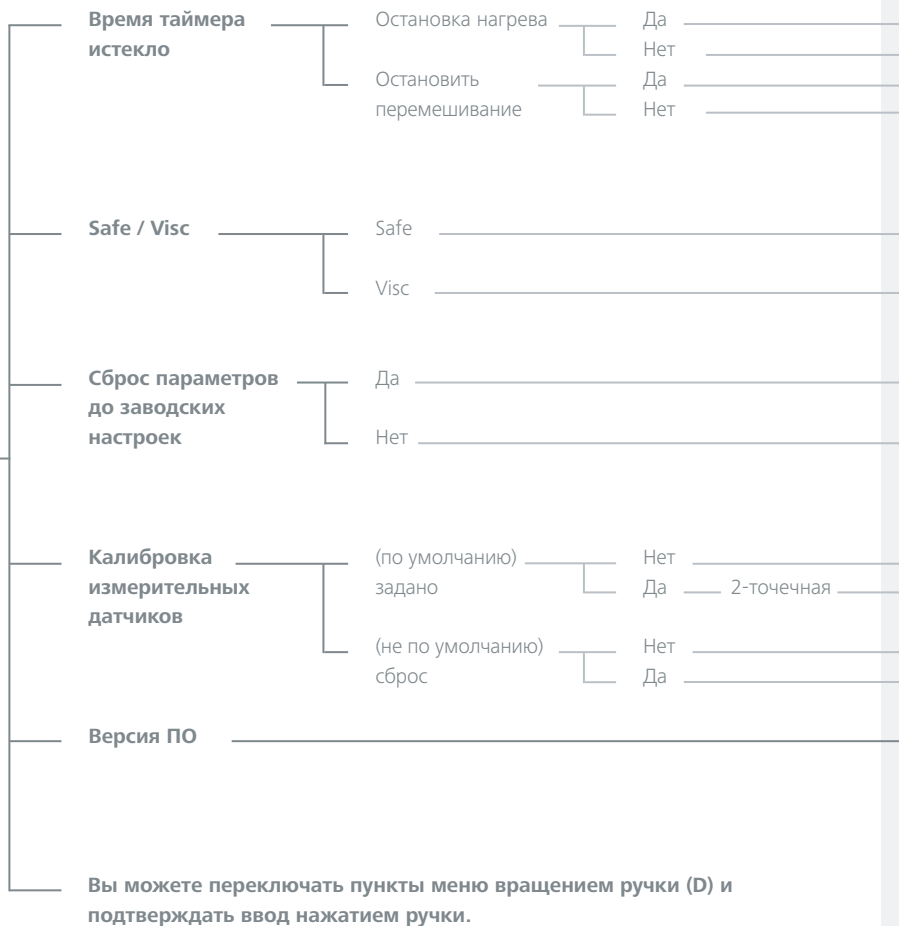 Время таймера
истекло
Остановка нагрева
Да
Нет
Остановить
перемешивание
Да
Нет
Safe / Visc
Safe
Visc
Сброс параметров
до заводских
настроек
Да
Нет
Калибровка
измерительных
датчиков
(по умолчанию)
задано
Нет
Да
2-точечная
(не по умолчанию)
сброс
Нет
Да
Версия ПО
Вы можете переключать пункты меню вращением ручки (D) и
подтверждать ввод нажатием ручки.